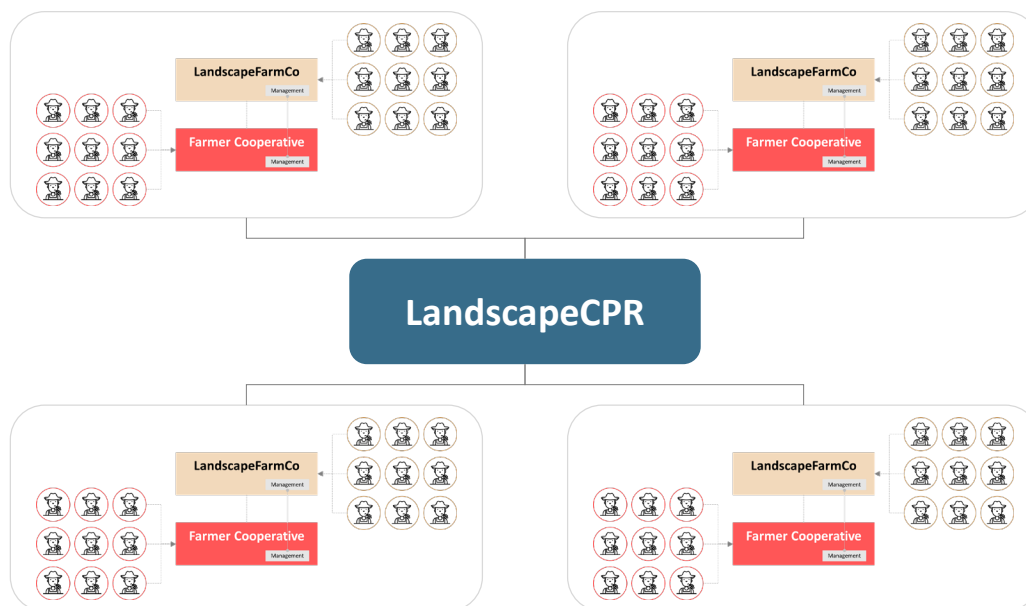 LandscapeFarmCo
Management
Farmer Cooperative
Management
LandscapeFarmCo
Management
Farmer Cooperative
Management
LandscapeCPR
LandscapeFarmCo
Management
Farmer Cooperative
Management
LandscapeFarmCo
Management
Farmer Cooperative
Management